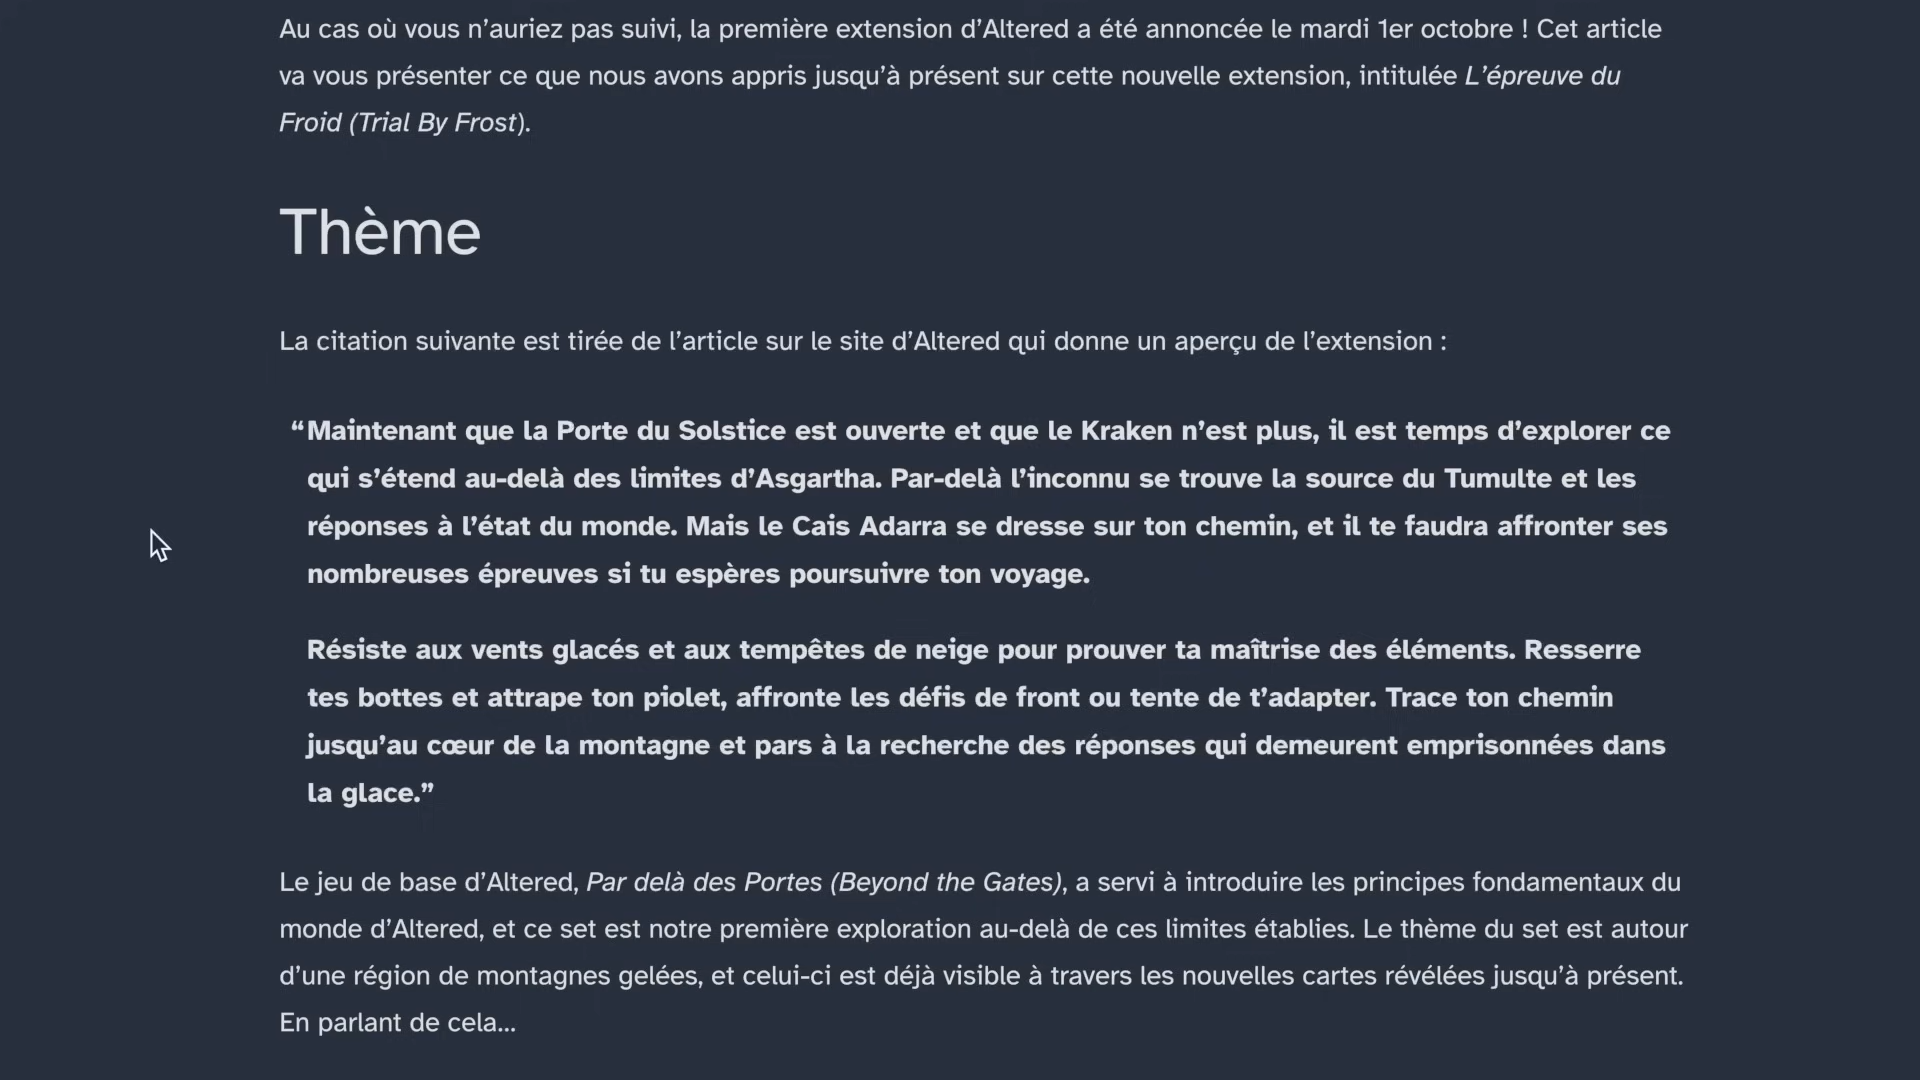 Au cas où vous n’auriez pas suivi, la première extension d’Altered a été annoncée le mardi 1er octobre ! Cet article
va vous présenter ce que nous avons appris jusqu’à présent sur cette nouvelle extension, intitulée L’épreuve du
Froid (Trial By Frost).
Thème
La citation suivante est tirée de l’article sur le site d’Altered qui donne un aperçu de l’extension :
“Maintenant que la Porte du Solstice est ouverte et que le Kraken n’est plus, il est temps d’explorer ce
qui s’étend au-delà des limites d’Asgartha. Par-delà l’inconnu se trouve la source du Tumulte et les
réponses à l’état du monde. Mais le Cais Adarra se dresse sur ton chemin, et il te faudra affronter ses
nombreuses épreuves si tu espères poursuivre ton voyage.
Résiste aux vents glacés et aux tempêtes de neige pour prouver ta maîtrise des éléments. Resserre
tes bottes et attrape ton piolet, affronte les défis de front ou tente de t’adapter. Trace ton chemin
jusqu’au cœur de la montagne et pars à la recherche des réponses qui demeurent emprisonnées dans
la glace.”
Le jeu de base d’Altered, Par delà des Portes (Beyond the Gates), a servi à introduire les principes fondamentaux du
monde d’Altered, et ce set est notre première exploration au-delà de ces limites établies. Le thème du set est autour
d’une région de montagnes gelées, et celui-ci est déjà visible à travers les nouvelles cartes révélées jusqu’à présent.
En parlant de cela…